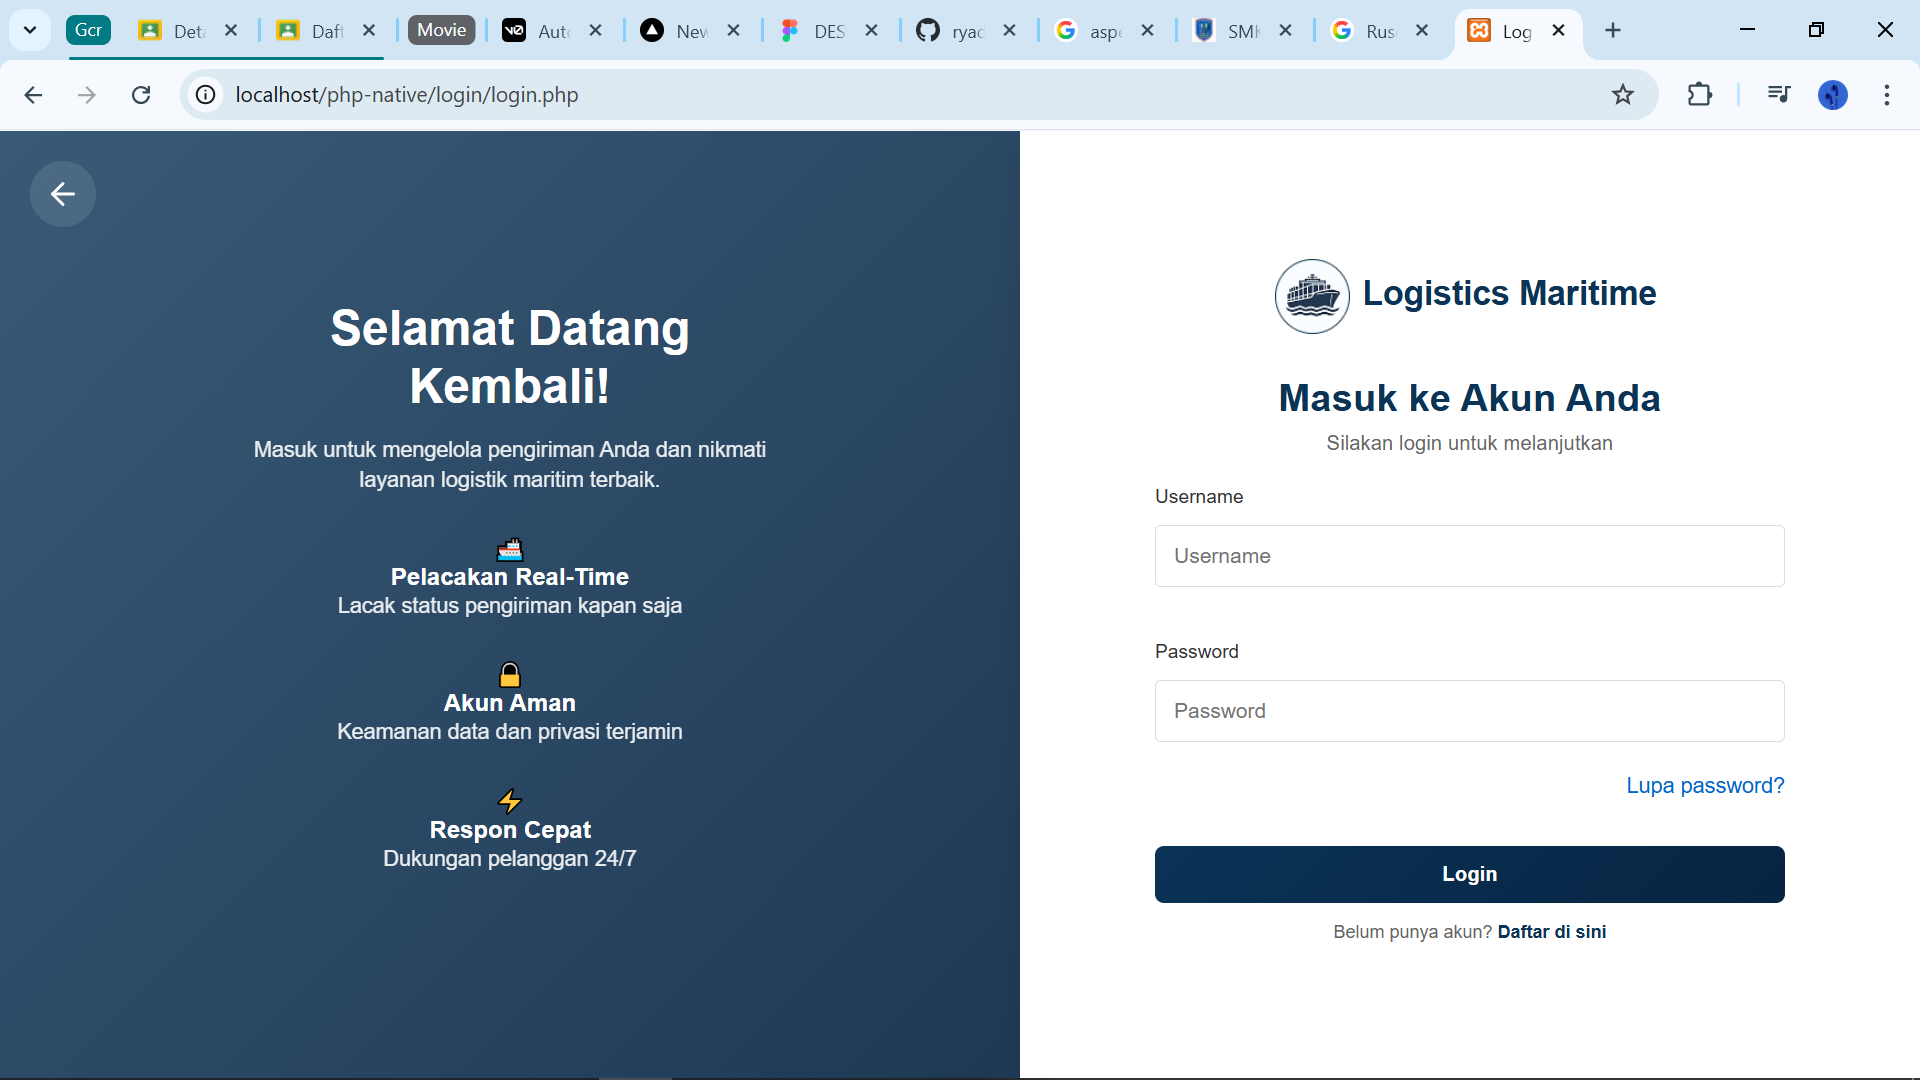 Gcr
Det
Daft
Movie
Aut
New
DES
ryac
aspe
SMK
Rus
Log
localhost/php-native/login/login.php
Selamat Datang
Kembali!
Masuk untuk mengelola pengiriman Anda dan nikmati
layanan logistik maritim terbaik.
Pelacakan Real-Time
Lacak status pengiriman kapan saja
Akun Aman
Keamanan data dan privasi terjamin
Respon Cepat
Dukungan pelanggan 24/7
Logistics Maritime
Masuk ke Akun Anda
Silakan login untuk melanjutkan
Username
Username
Password
Password
Lupa password?
Login
Belum punya akun? Daftar di sini